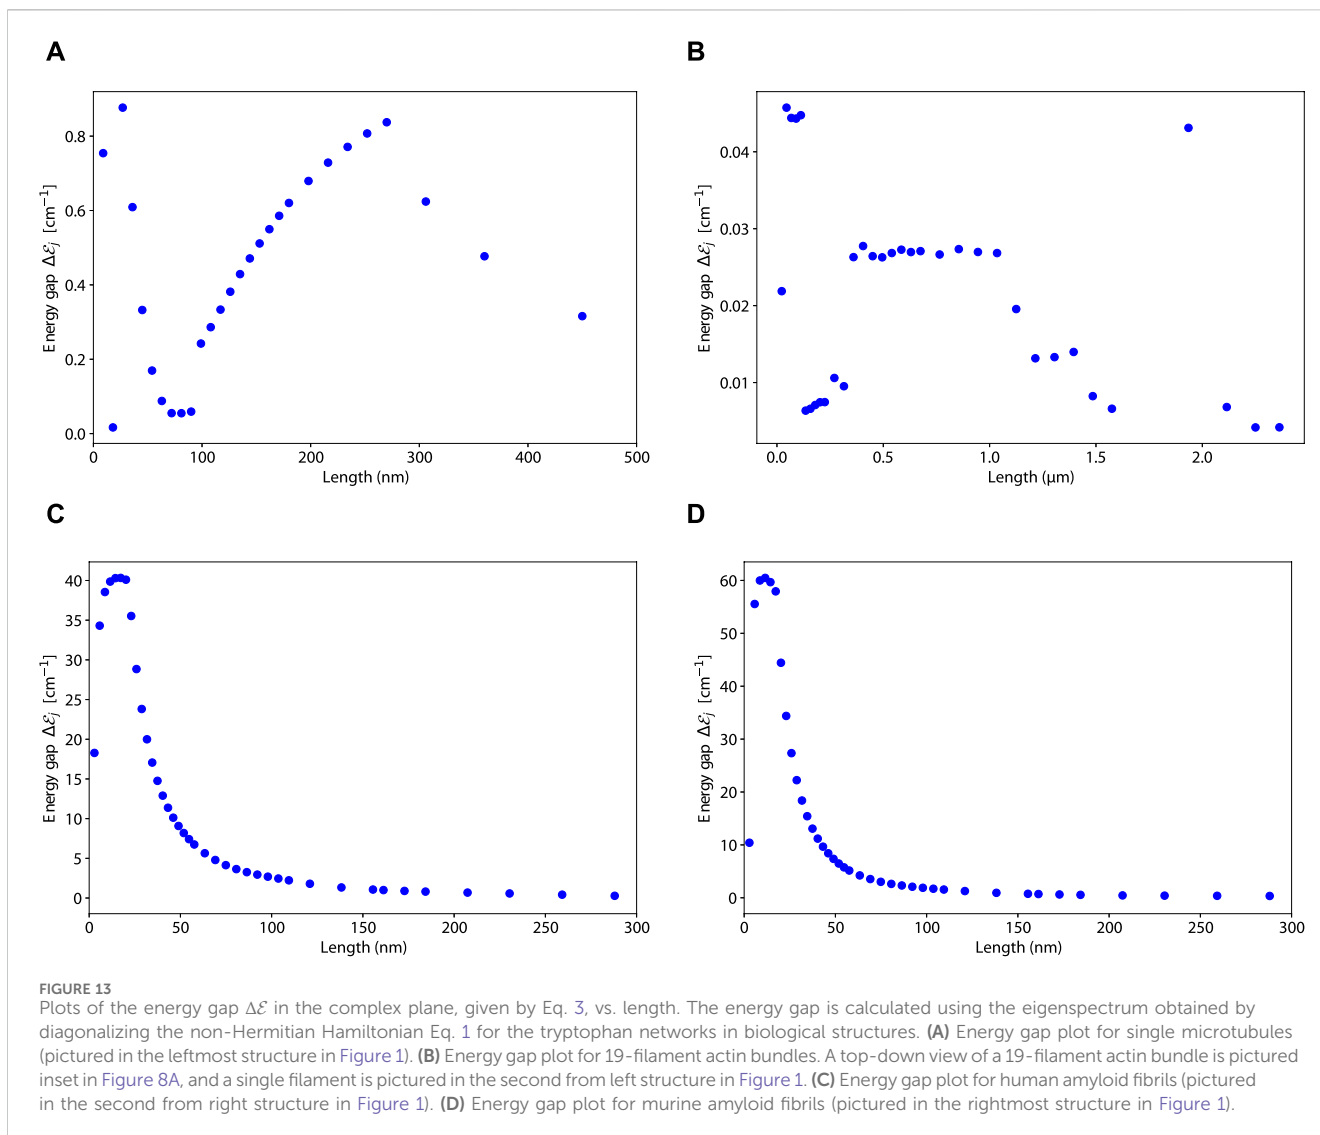 A
B
Energy gap Δℰj [cm−1]
0.8
0.6
0.4
0.2
0.0
0 100 200 300 400 500
Length (nm)
Energy gap Δℰj [cm−1]
0.04
0.03
0.02
0.01
0.0 0.5 1.0 1.5 2.0
Length (μm)
C
D
Energy gap Δℰj [cm−1]
40
35
30
25
20
15
10
5
0
0 50 100 150 200 250 300
Length (nm)
Energy gap Δℰj [cm−1]
60
50
40
30
20
10
0
0 50 100 150 200 250 300
Length (nm)
FIGURE 13
Plots of the energy gap Δℰ in the complex plane, given by Eq. 3, vs. length. The energy gap is calculated using the eigenspectrum obtained by
diagonalizing the non-Hermitian Hamiltonian Eq. 1 for the tryptophan networks in biological structures. (A) Energy gap plot for single microtubules
(pictured in the leftmost structure in Figure 1). (B) Energy gap plot for 19-filament actin bundles. A top-down view of a 19-filament actin bundle is pictured
inset in Figure 8A, and a single filament is pictured in the second from left structure in Figure 1. (C) Energy gap plot for human amyloid fibrils (pictured
in the second from right structure in Figure 1). (D) Energy gap plot for murine amyloid fibrils (pictured in the rightmost structure in Figure 1).